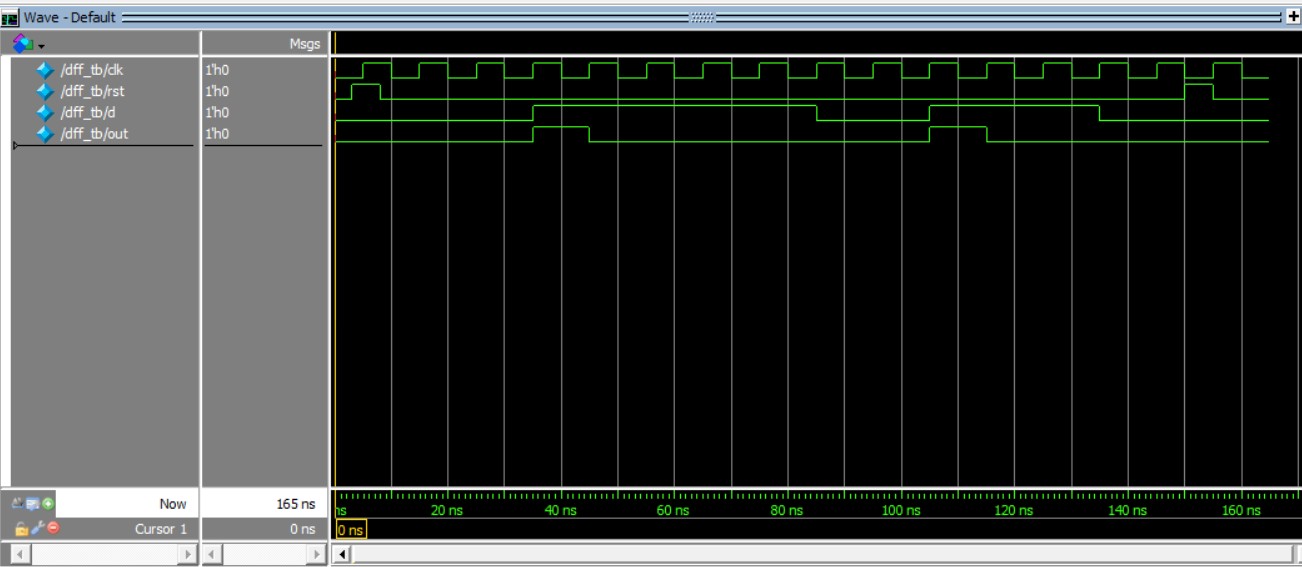 Wave - Default
Msgs
/dff_tb/clk 1'h0
/dff_tb/rst 1'h0
/dff_tb/d 1'h0
/dff_tb/out 1'h0
Now 165 ns
ns 20 ns 40 ns 60 ns 80 ns 100 ns 120 ns 140 ns 160 ns
Cursor 1 0 ns 0 ns